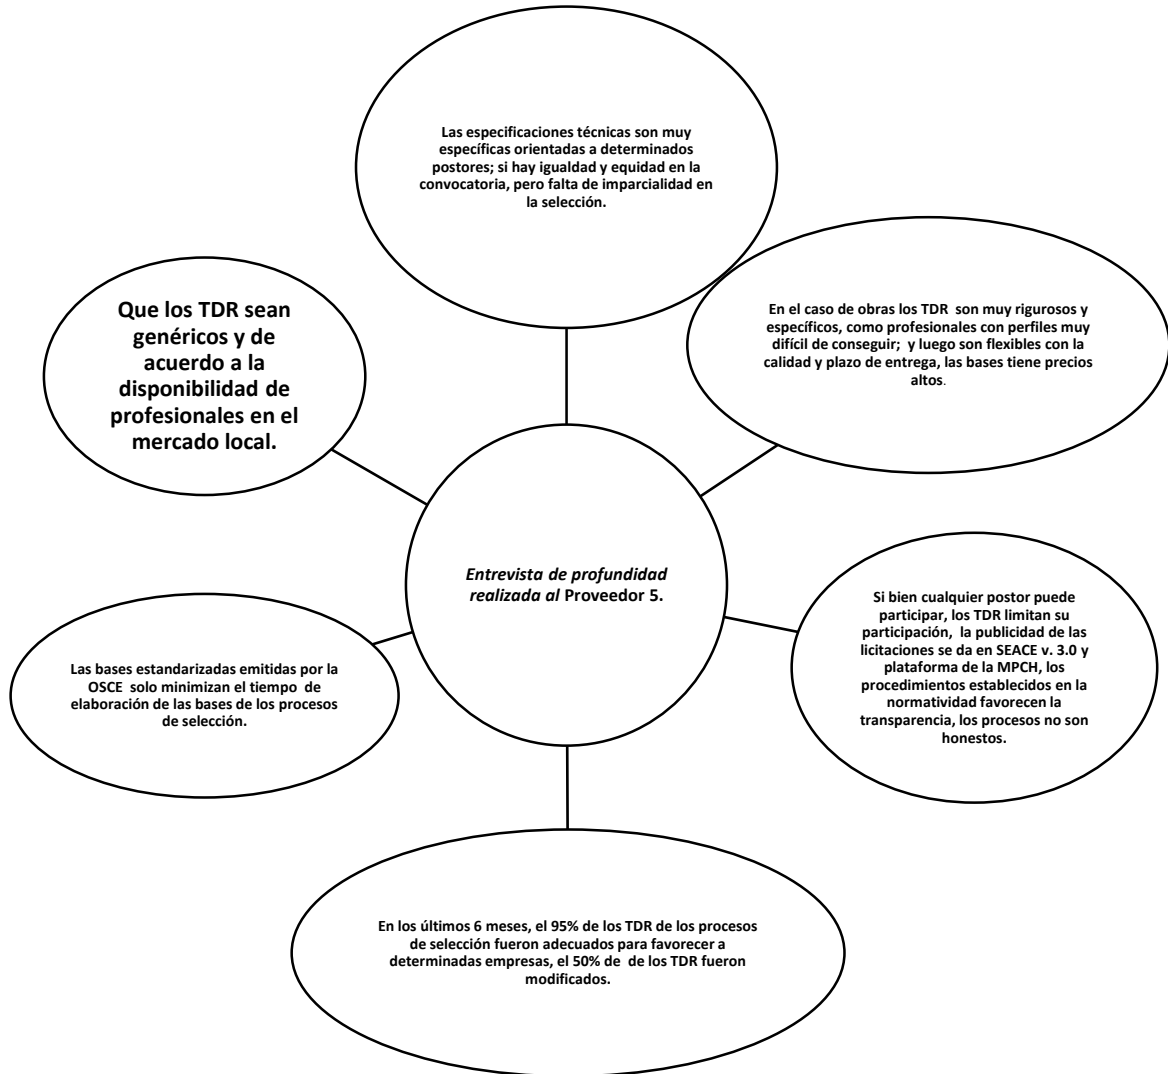 Las especificaciones técnicas son muy
específicas orientadas a determinados
postores; si hay igualdad y equidad en la
convocatoria, pero falta de imparcialidad en
la selección.
En el caso de obras los TDR  son muy rigurosos y
específicos, como profesionales con perfiles muy
difícil de conseguir;  y luego son flexibles con la
calidad y plazo de entrega, las bases tiene precios
altos.
Que los TDR sean
genéricos y de
acuerdo a la
disponibilidad de
profesionales en el
mercado local.
Entrevista de profundidad
realizada al Proveedor 5.
Si bien cualquier postor puede
participar, los TDR limitan su
participación,  la publicidad de las
licitaciones se da en SEACE v. 3.0 y
plataforma de la MPCH, los
procedimientos establecidos en la
normatividad favorecen la
transparencia, los procesos no son
honestos.
Las bases estandarizadas emitidas por la
OSCE  solo minimizan el tiempo  de
elaboración de las bases de los procesos
de selección.
En los últimos 6 meses, el 95% de los TDR de los procesos
de selección fueron adecuados para favorecer a
determinadas empresas, el 50% de  de los TDR fueron
modificados.